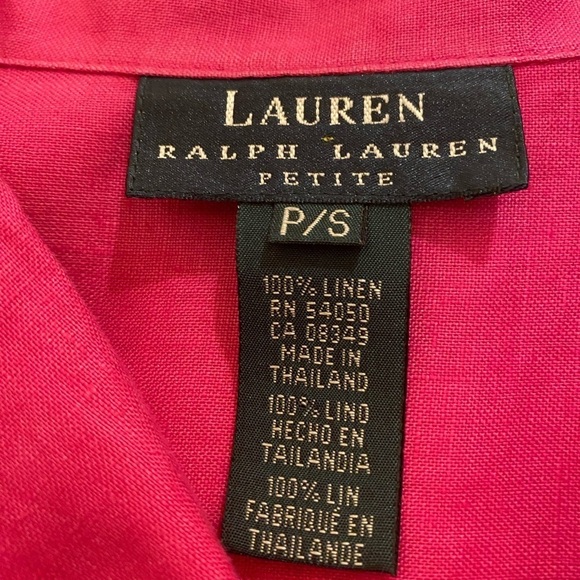 LAUREN
RALPH LAUREN
PETITE
P/S
100% LINEN
RN 54050
CA 08349
MADE IN
THAILAND
100% LINO
HECHO EN
TAILANDIA
100% LIN
FABRIQUÉ EN
THAILANDE